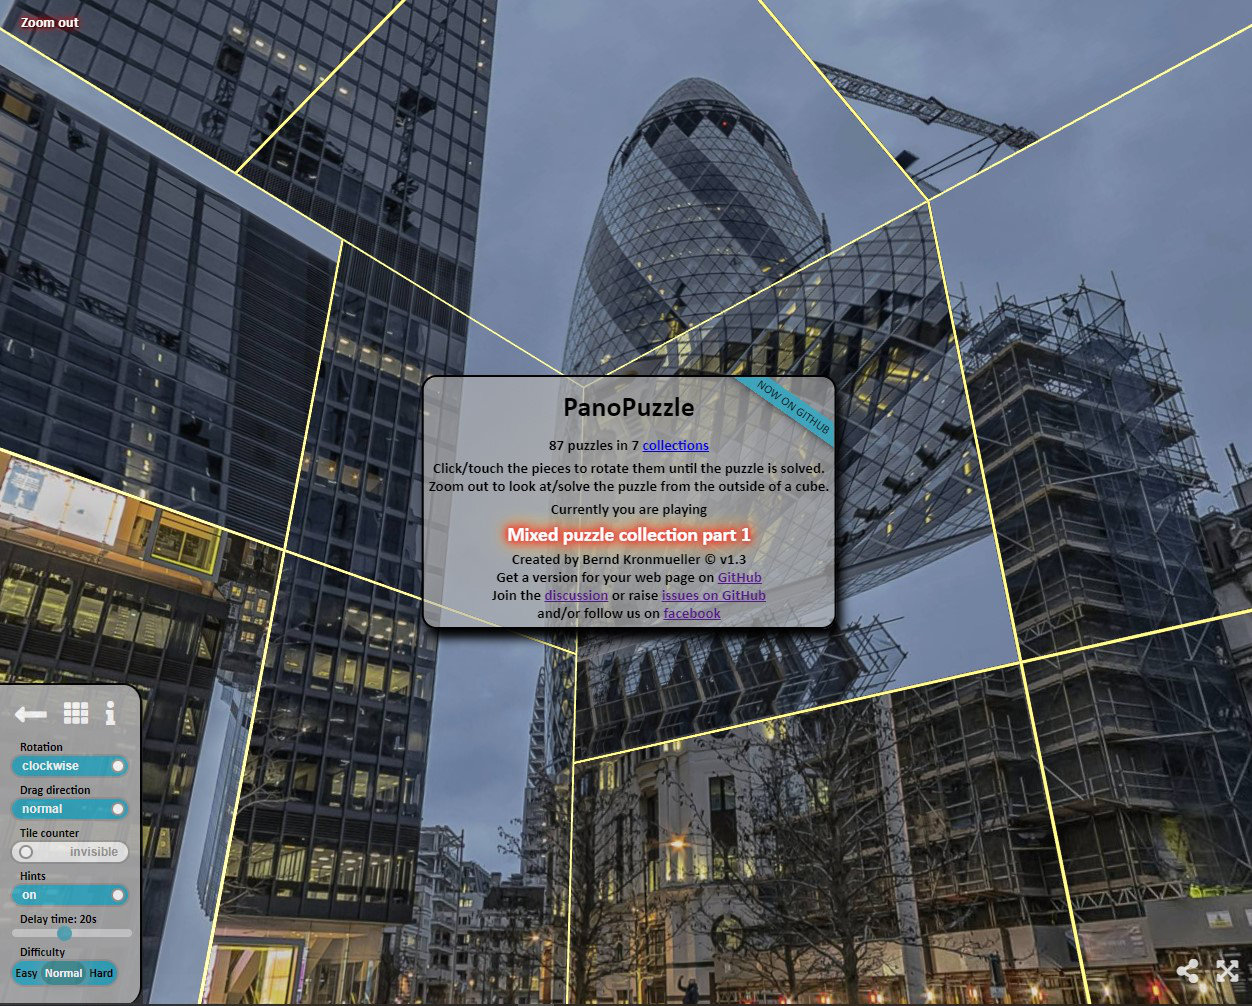 Zoom out
NOW ON GITHUB
PanoPuzzle
87 puzzles in 7 collections
Click/touch the pieces to rotate them until the puzzle is solved.
Zoom out to look at/solve the puzzle from the outside of a cube.
Currently you are playing
Mixed puzzle collection part 1
Created by Bernd Kronmueller © v1.3
Get a version for your web page on GitHub
Join the discussion or raise issues on GitHub
and/or follow us on facebook
Rotation
clockwise
Drag direction
normal
Tile counter
invisible
Hints
on
Delay time: 20s
Difficulty
Easy Normal Hard